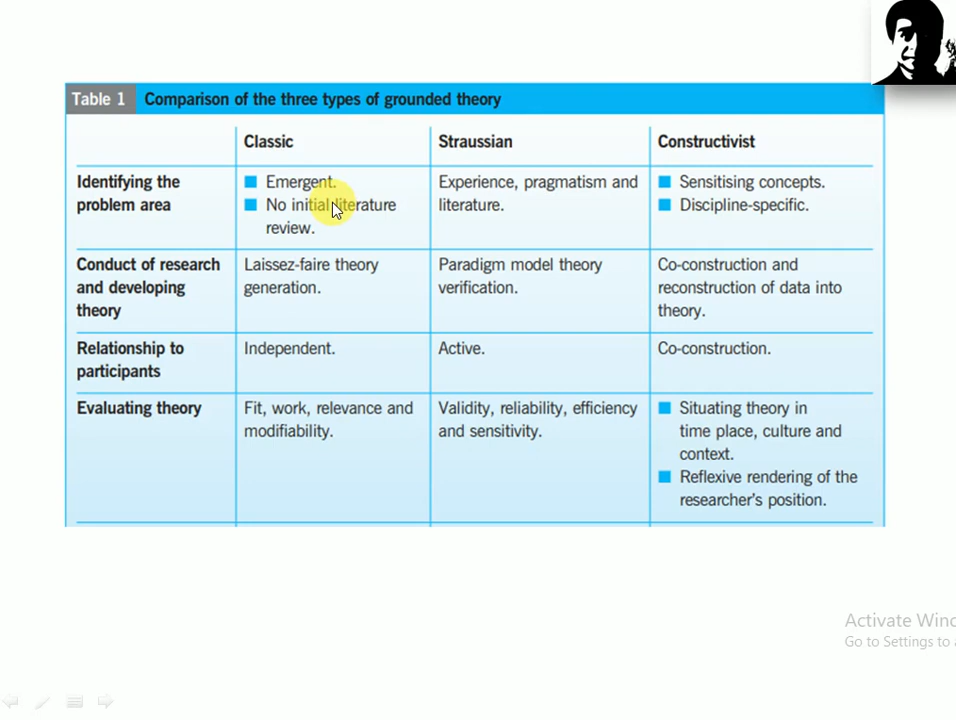 Table 1 Comparison of the three types of grounded theory
Classic Straussian Constructivist
Identifying the problem area
Emergent.
No initial literature
review.
Experience, pragmatism and
literature.
Sensitising concepts.
Discipline-specific.
Conduct of research
and developing
theory
Laissez-faire theory
generation.
Paradigm model theory
verification.
Co-construction and
reconstruction of data into
theory.
Relationship to
participants
Independent.
Active.
Co-construction.
Evaluating theory
Fit, work, relevance and
modifiability.
Validity, reliability, efficiency
and sensitivity.
Situating theory in
time place, culture and
context.
Reflexive rendering of the
researcher's position.
Activate Winc
Go to Settings to